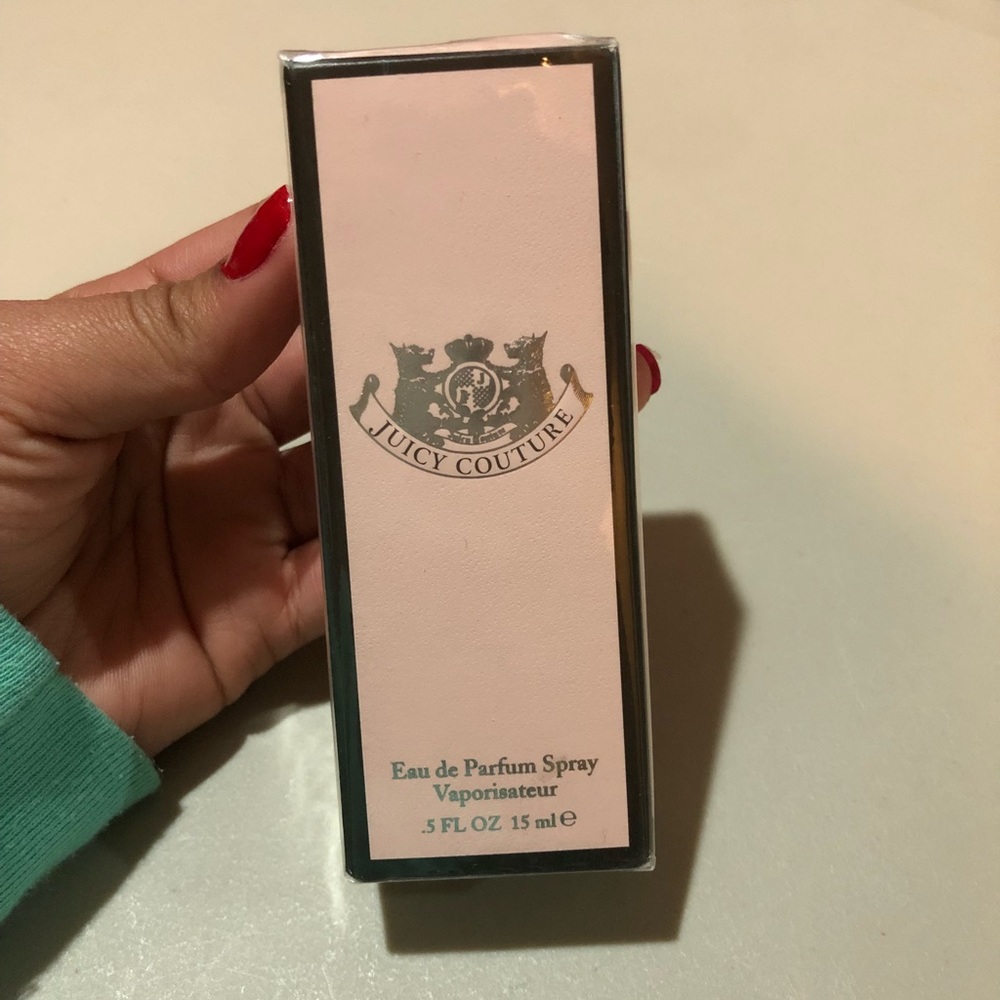 JUICY COUTURE
Eau de Parfum Spray
Vaporisateur
.5 FL OZ 15 ml ℮